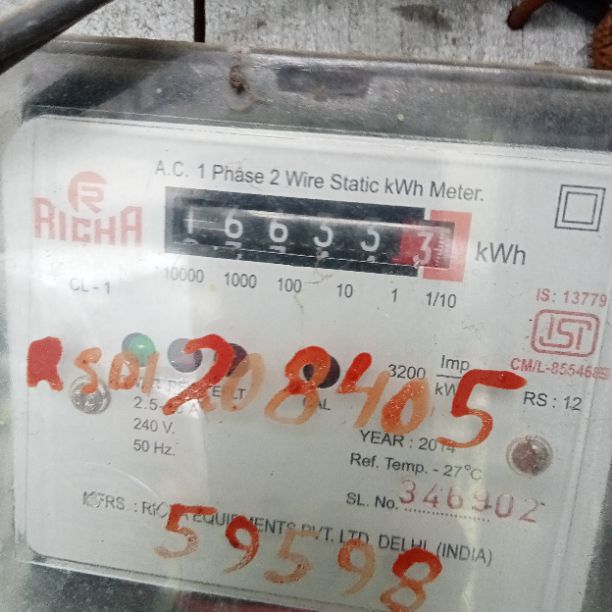 A.C. 1 Phase 2 Wire Static kWh Meter.
R
RICHA
1 6 6 5 5 3 kWh
CL - 1
10000 1000 100 10 1 1/10
IS : 13779
ISI
3200 Imp
CM/L-8554685
RS : 12
2.5
240 V.
50 Hz.
208405
YEAR : 2014
Ref. Temp. - 27°C
SL. No. 346902
59598
PVT. LTD. DELHI (INDIA)